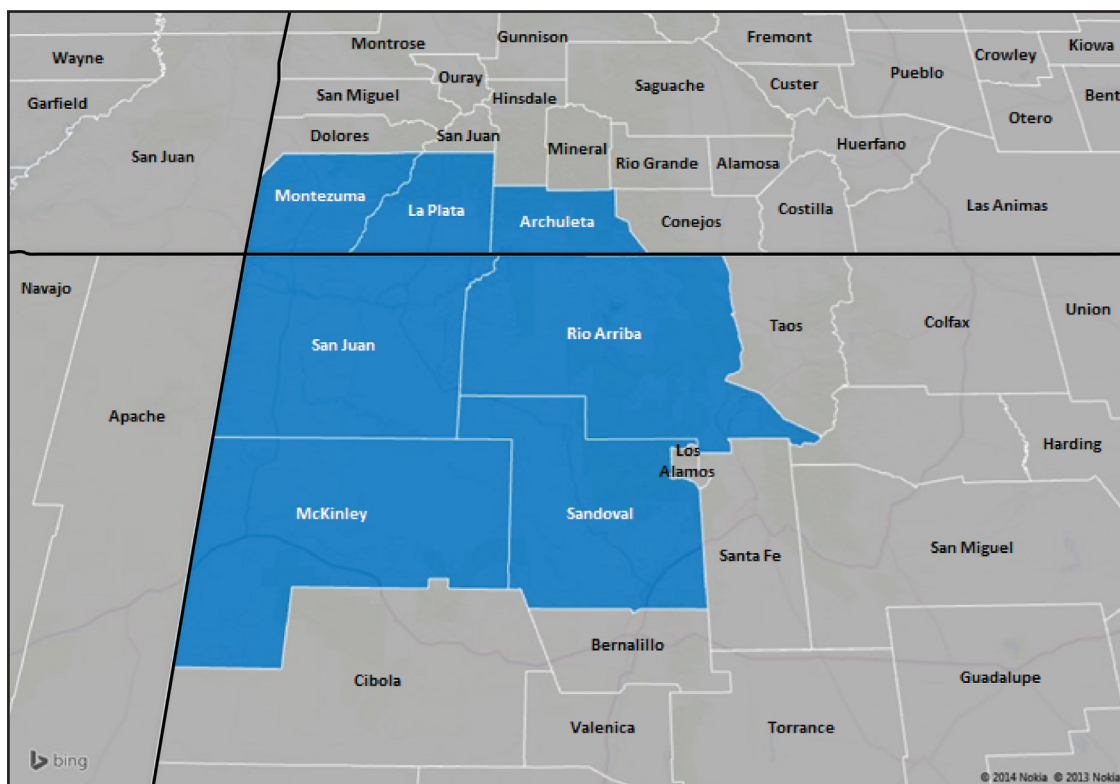 Wayne
Montrose
Gunnison
Fremont
Kiowa
Crowley
Pueblo
Ouray
Saguache
Custer
Garfield
San Miguel
Hinsdale
Bent
Otero
Dolores
San Juan
Mineral
Huerfano
San Juan
Rio Grande
Alamosa
Montezuma
La Plata
Archuleta
Conejos
Costilla
Las Animas
Navajo
Union
Taos
Colfax
San Juan
Rio Arriba
Apache
Harding
Los
Alamos
McKinley
Sandoval
Santa Fe
San Miguel
Bernalillo
Cibola
Guadalupe
Valenica
Torrance
bing
© 2014 Nokia © 2013 Nokia